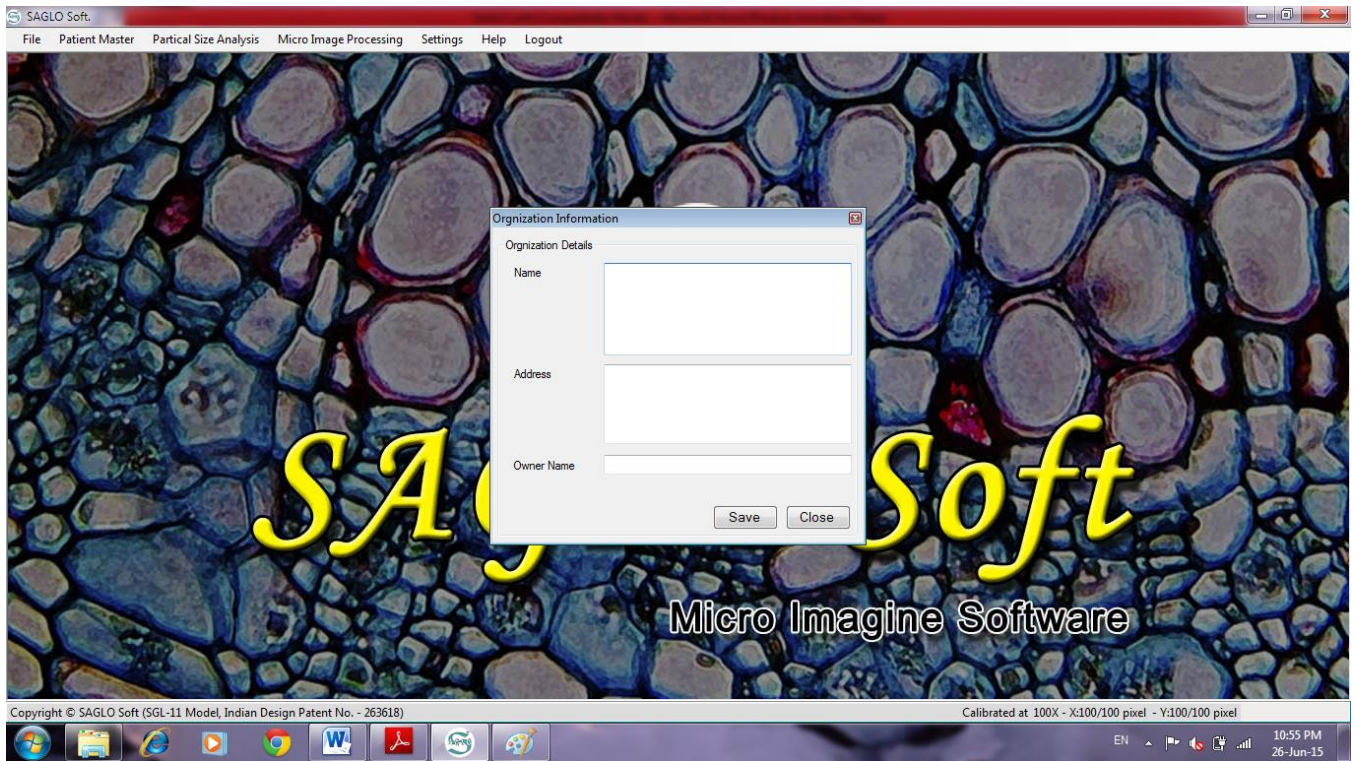 SAGLO Soft.
File Patient Master Partical Size Analysis Micro Image Processing Settings Help Logout
Orgnization Information
Orgnization Details
Name
Address
Owner Name
Save Close
Soft
Micro Imagine Software
Copyright © SAGLO Soft (SGL-11 Model, Indian Design Patent No. - 263618) Calibrated at 100X - X:100/100 pixel - Y:100/100 pixel
EN 10:55 PM
26-Jun-15